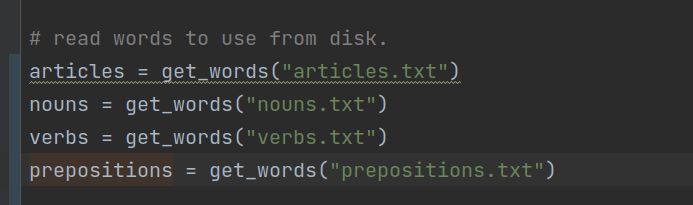 # read words to use from disk.
articles = get_words("articles.txt")
nouns = get_words("nouns.txt")
verbs = get_words("verbs.txt")
prepositions = get_words("prepositions.txt")